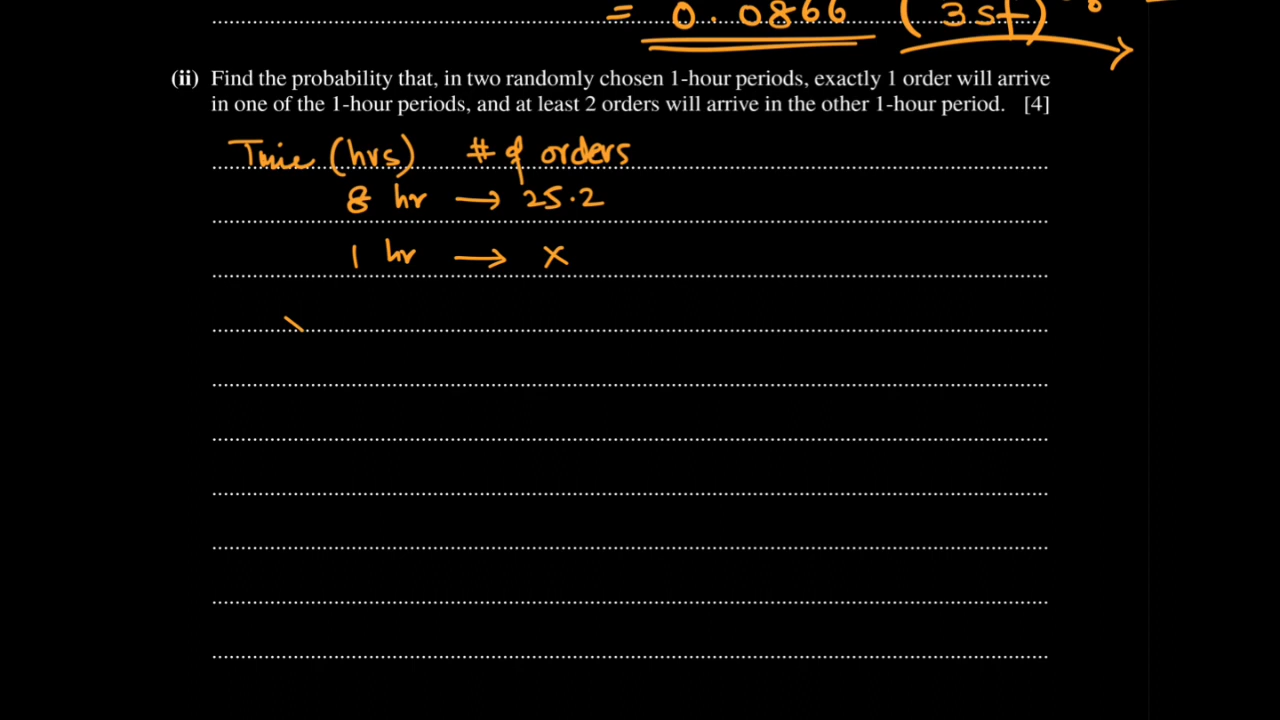 = 0.0866 (3sf)
(ii) Find the probability that, in two randomly chosen 1-hour periods, exactly 1 order will arrive
in one of the 1-hour periods, and at least 2 orders will arrive in the other 1-hour period. [4]
Time (hrs) # of orders
8 hr → 25.2
1 hr → x